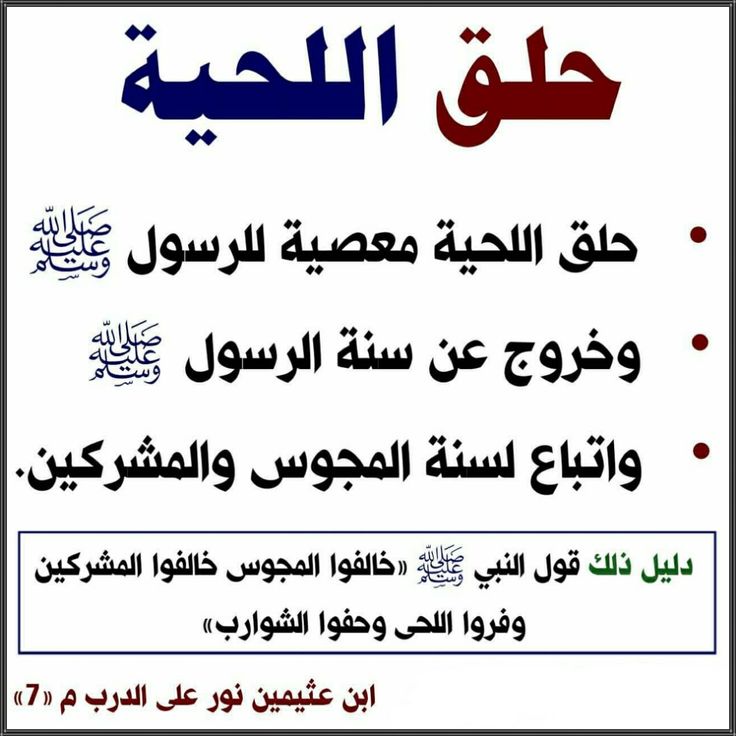 حلق اللحية
• حلق اللحية معصية للرسول ﷺ
• وخروج عن سنة الرسول ﷺ
• واتباع لسنة المجوس والمشركين.
دليل ذلك قول النبي ﷺ «خالفوا المجوس خالفوا المشركين
وفروا اللحى وحفوا الشوارب»
ابن عثيمين نور على الدرب م «7»